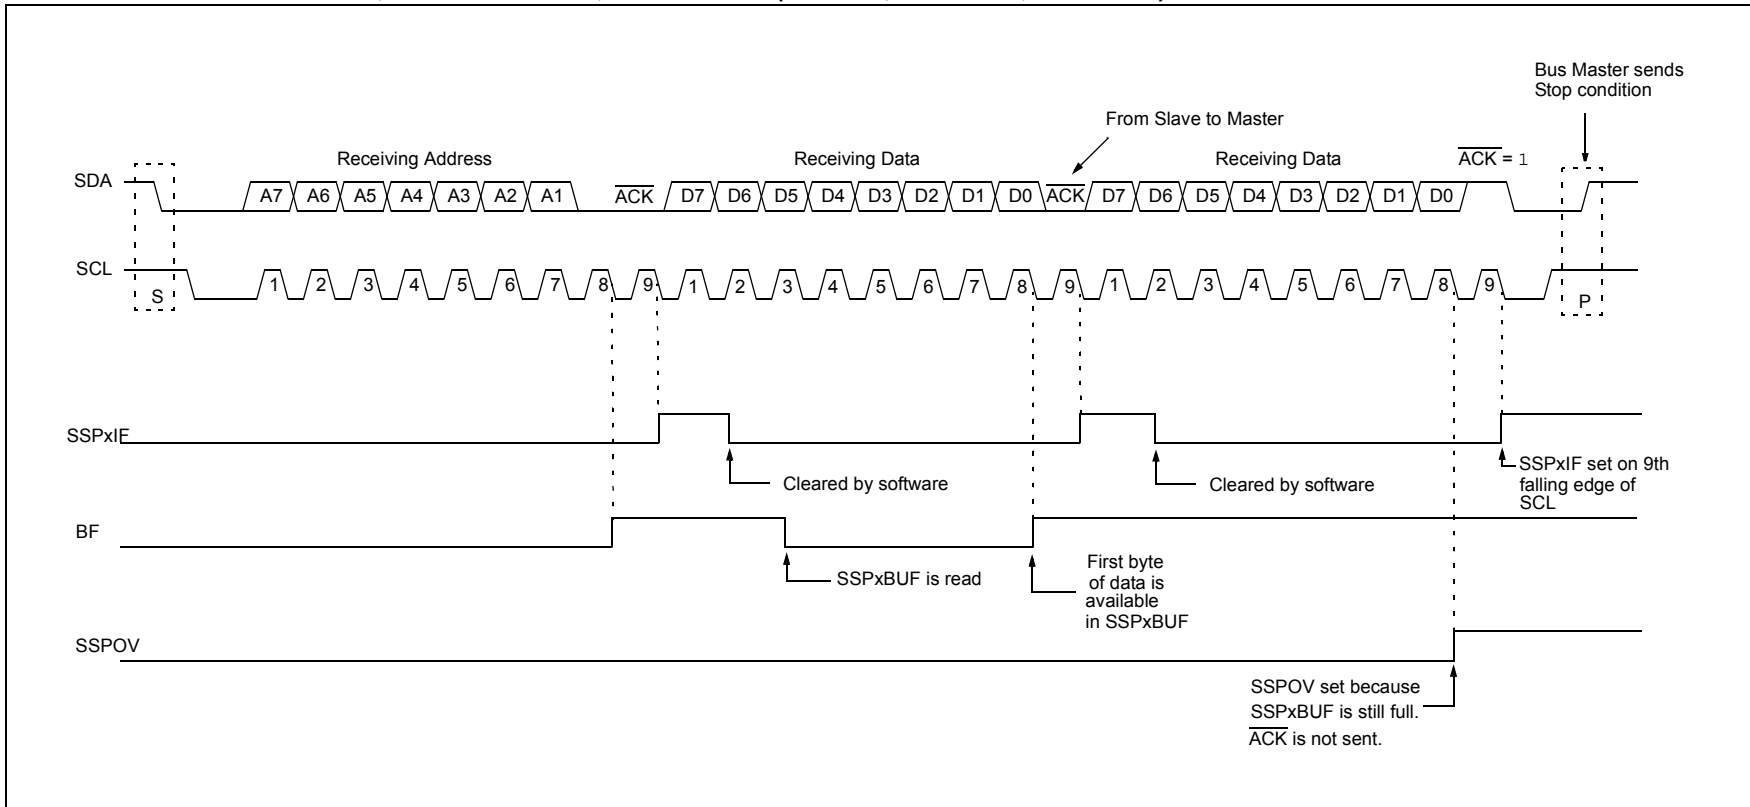 Bus Master sends
Stop condition
From Slave to Master
Receiving Address
Receiving Data
Receiving Data
ACK = 1
SDA
A7 A6 A5 A4 A3 A2 A1 ACK D7 D6 D5 D4 D3 D2 D1 D0 ACK D7 D6 D5 D4 D3 D2 D1 D0
SCL
S
1 2 3 4 5 6 7 8 9 1 2 3 4 5 6 7 8 9 1 2 3 4 5 6 7 8 9
P
SSPxIF
Cleared by software
Cleared by software
SSPxIF set on 9th
falling edge of
SCL
BF
SSPxBUF is read
First byte
of data is
available
in SSPxBUF
SSPOV
SSPOV set because
SSPxBUF is still full.
ACK is not sent.